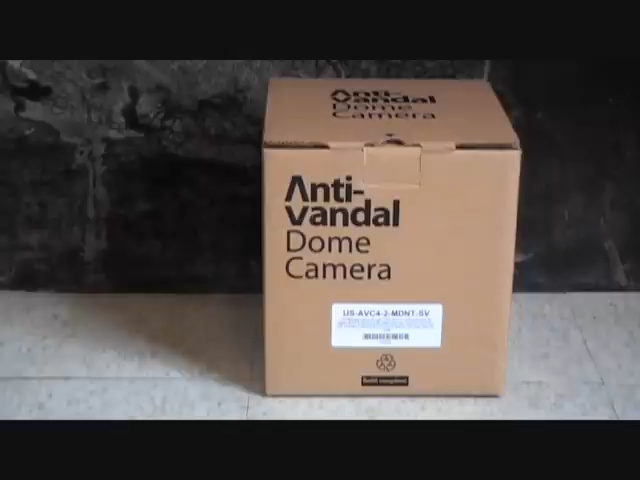 Anti-
vandal
Dome
Camera
Anti-
vandal
Dome
Camera
US-AVC4-2-MDNT-SV